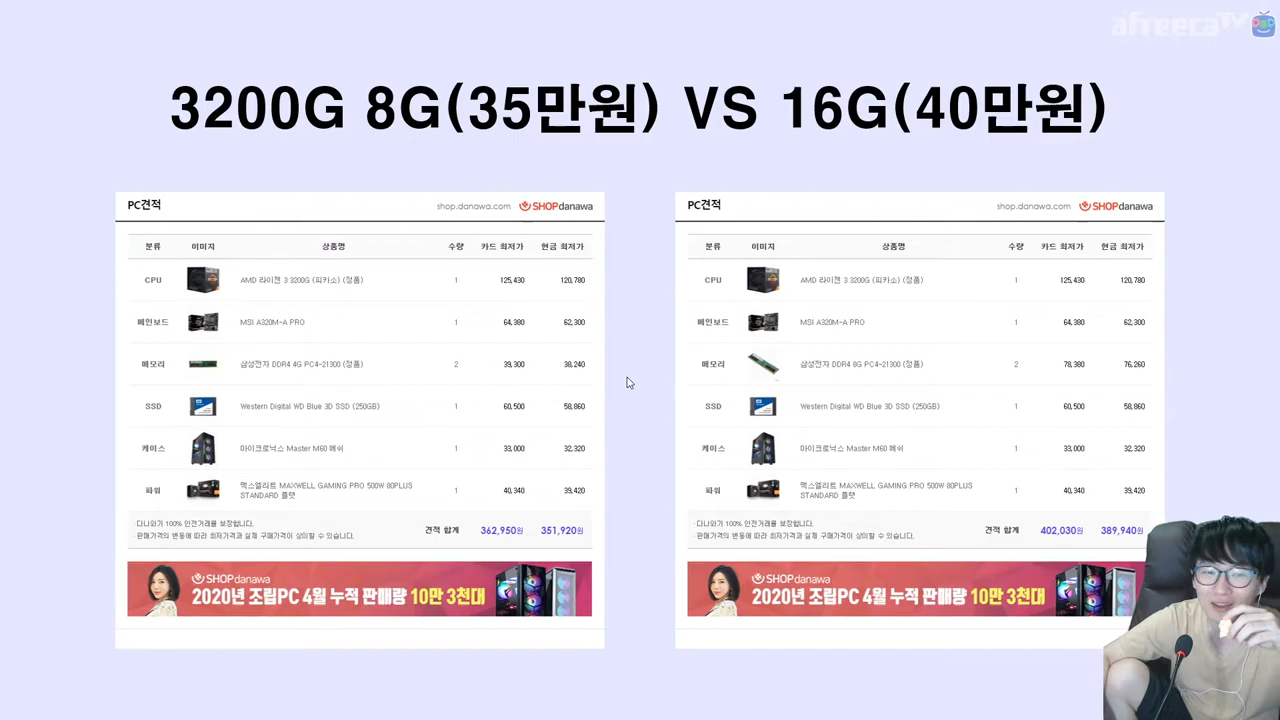 afreecaTV
3200G 8G(35만원) VS 16G(40만원)
PC견적 shop.danawa.com SHOPdanawa
분류 이미지 상품명 수량 카드 최저가 현금 최저가
CPU AMD 라이젠 3 3200G (피카소) (정품) 1 125,430 120,780
메인보드 MSI A320M-A PRO 1 64,380 62,300
메모리 삼성전자 DDR4 4G PC4-21300 (정품) 2 39,300 38,240
SSD Western Digital WD Blue 3D SSD (250GB) 1 60,500 58,860
케이스 마이크로닉스 Master M60 메쉬 1 33,000 32,320
파워 맥스엘리트 MAXWELL GAMING PRO 500W 80PLUS
STANDARD 플랫 1 40,340 39,420
· 다나와가 100% 안전거래를 보장합니다.
· 판매가격의 변동에 따라 최저가격과 실제 구매가격이 상이할 수 있습니다.
견적 합계 362,950원 351,920원
SHOPdanawa
2020년 조립PC 4월 누적 판매량 10만 3천대
PC견적 shop.danawa.com SHOPdanawa
분류 이미지 상품명 수량 카드 최저가 현금 최저가
CPU AMD 라이젠 3 3200G (피카소) (정품) 1 125,430 120,780
메인보드 MSI A320M-A PRO 1 64,380 62,300
메모리 삼성전자 DDR4 8G PC4-21300 (정품) 2 78,380 76,260
SSD Western Digital WD Blue 3D SSD (250GB) 1 60,500 58,860
케이스 마이크로닉스 Master M60 메쉬 1 33,000 32,320
파워 맥스엘리트 MAXWELL GAMING PRO 500W 80PLUS
STANDARD 플랫 1 40,340 39,420
· 다나와가 100% 안전거래를 보장합니다.
· 판매가격의 변동에 따라 최저가격과 실제 구매가격이 상이할 수 있습니다.
견적 합계 402,030원 389,940원
SHOPdanawa
2020년 조립PC 4월 누적 판매량 10만 3천대